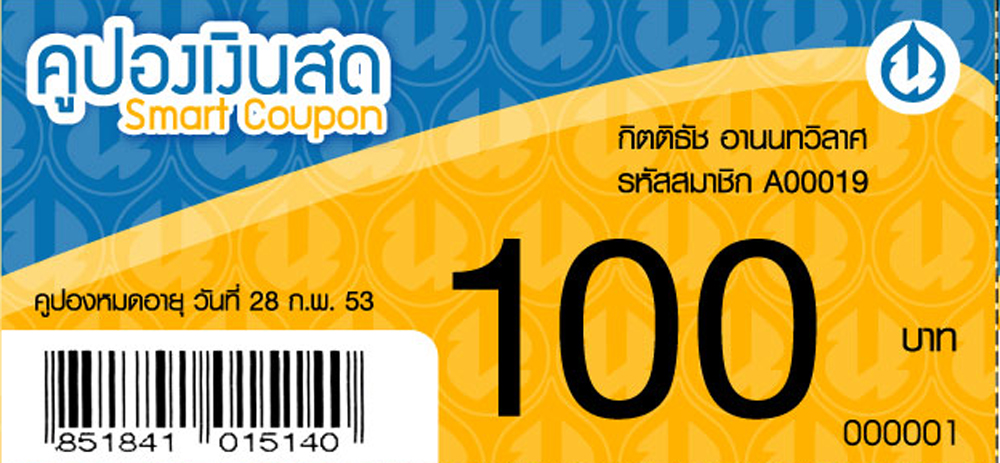 คูปองเงินสด
Smart Coupon
กิตติธัช อานนทวิลาศ
รหัสสมาชิก A00019
คูปองหมดอายุ วันที่ 28 ก.พ. 53
100
บาท
851841 015140
000001